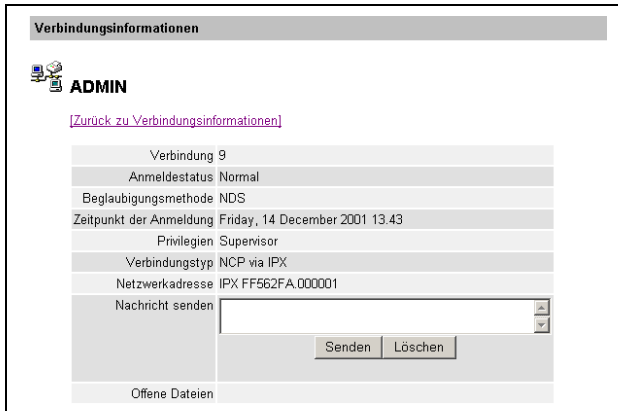 Verbindungsinformationen
ADMIN
[Zurück zu Verbindungsinformationen]
Verbindung 9
Anmeldestatus Normal
Beglaubigungsmethode NDS
Zeitpunkt der Anmeldung Friday, 14 December 2001 13.43
Privilegien Supervisor
Verbindungstyp NCP via IPX
Netzwerkadresse IPX FF562FA.000001
Nachricht senden
Senden Löschen
Offene Dateien